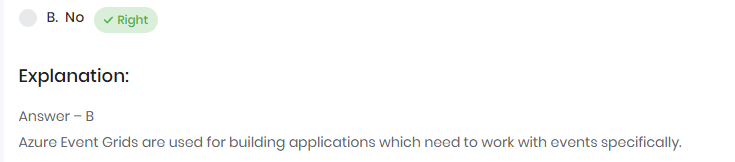 B. No Right
Explanation:
Answer – B
Azure Event Grids are used for building applications which need to work with events specifically.